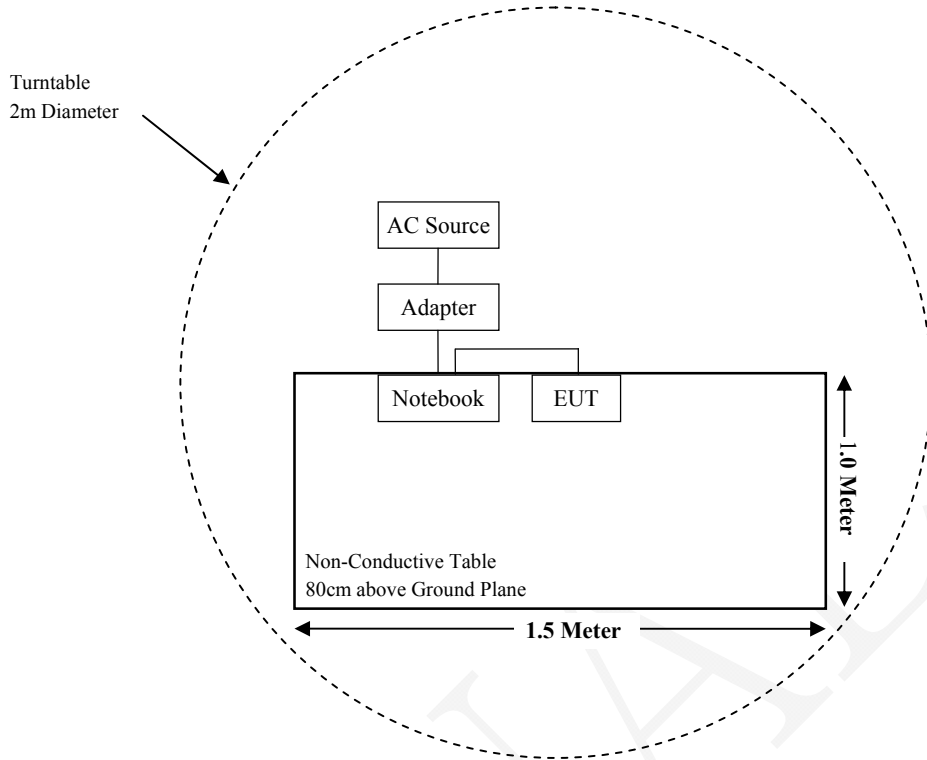 Turntable
2m Diameter
AC Source
Adapter
Notebook
EUT
1.0 Meter
Non-Conductive Table
80cm above Ground Plane
1.5 Meter